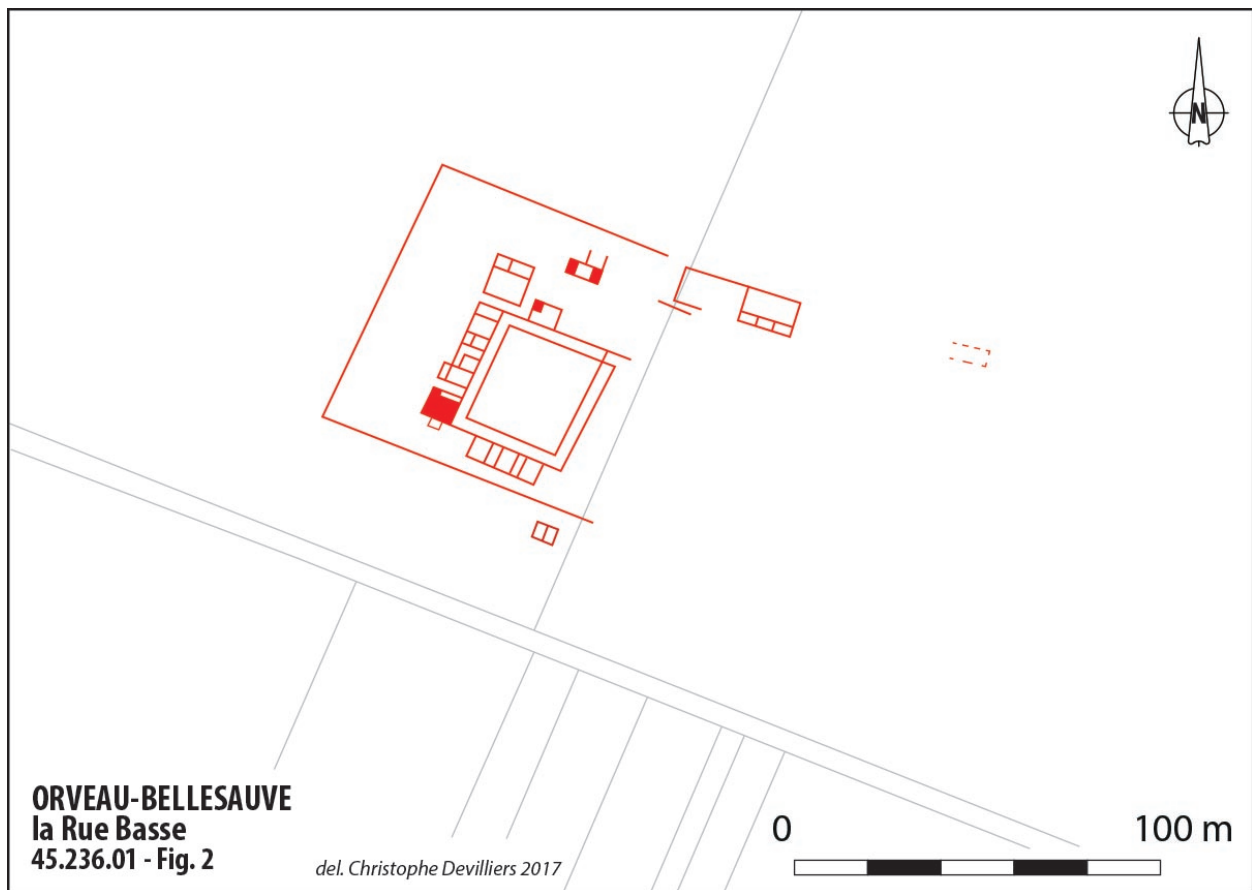 N
ORVEAU-BELLESAUVE
la Rue Basse
45.236.01 - Fig. 2
del. Christophe Devilliers 2017
0 100 m